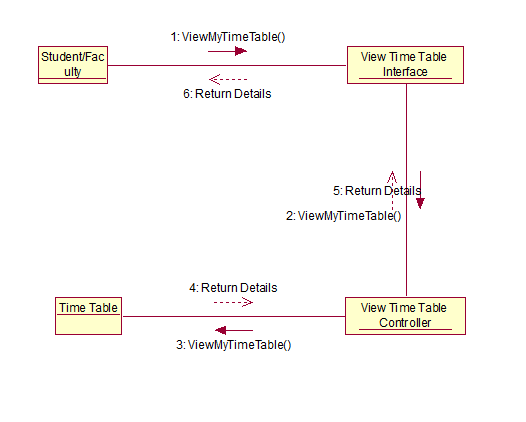 1: ViewMyTimeTable()
Student/Fac
ulty
View Time Table
Interface
6: Return Details
5: Return Details
2: ViewMyTimeTable()
4: Return Details
Time Table
View Time Table
Controller
3: ViewMyTimeTable()